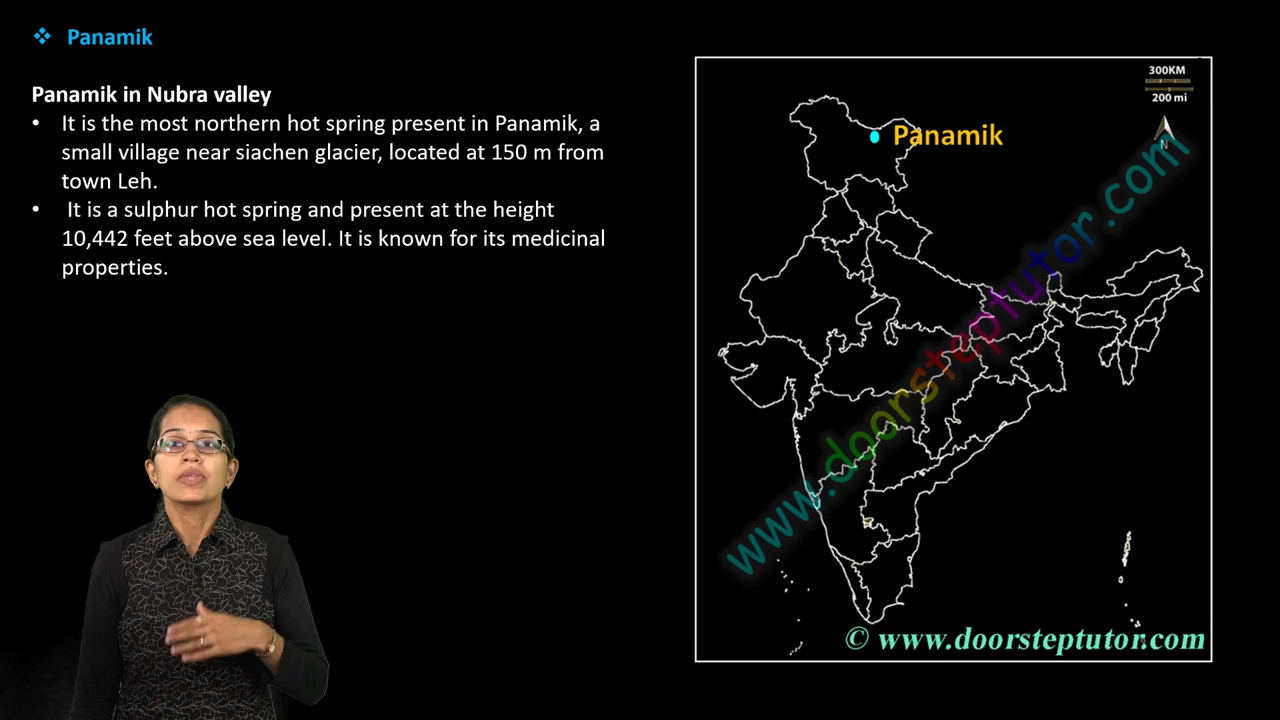 ❖ Panamik
Panamik in Nubra valley
• It is the most northern hot spring present in Panamik, a
small village near siachen glacier, located at 150 m from
town Leh.
• It is a sulphur hot spring and present at the height
10,442 feet above sea level. It is known for its medicinal
properties.
300KM
200 mi
N
Panamik
www.doorsteptutor.com
© www.doorsteptutor.com